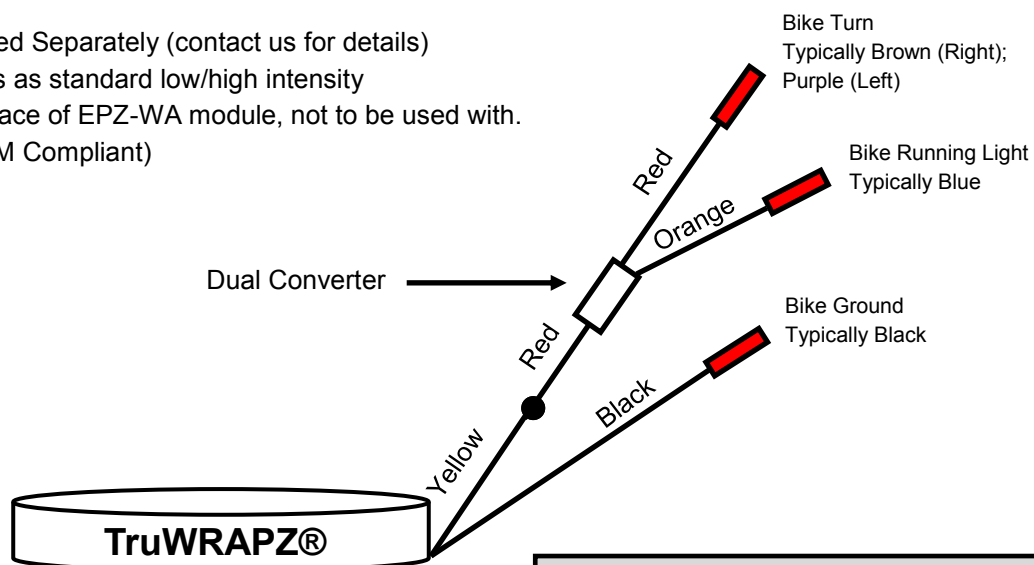 Separately (contact us for details)
as standard low/high intensity
of EPZ-WA module, not to be used with.
Compliant)
Bike Turn
Typically Brown (Right);
Purple (Left)
Red
Bike Running Light
Typically Blue
Orange
Dual Converter
Bike Ground
Typically Black
Red
Black
Yellow
TruWRAPZ®